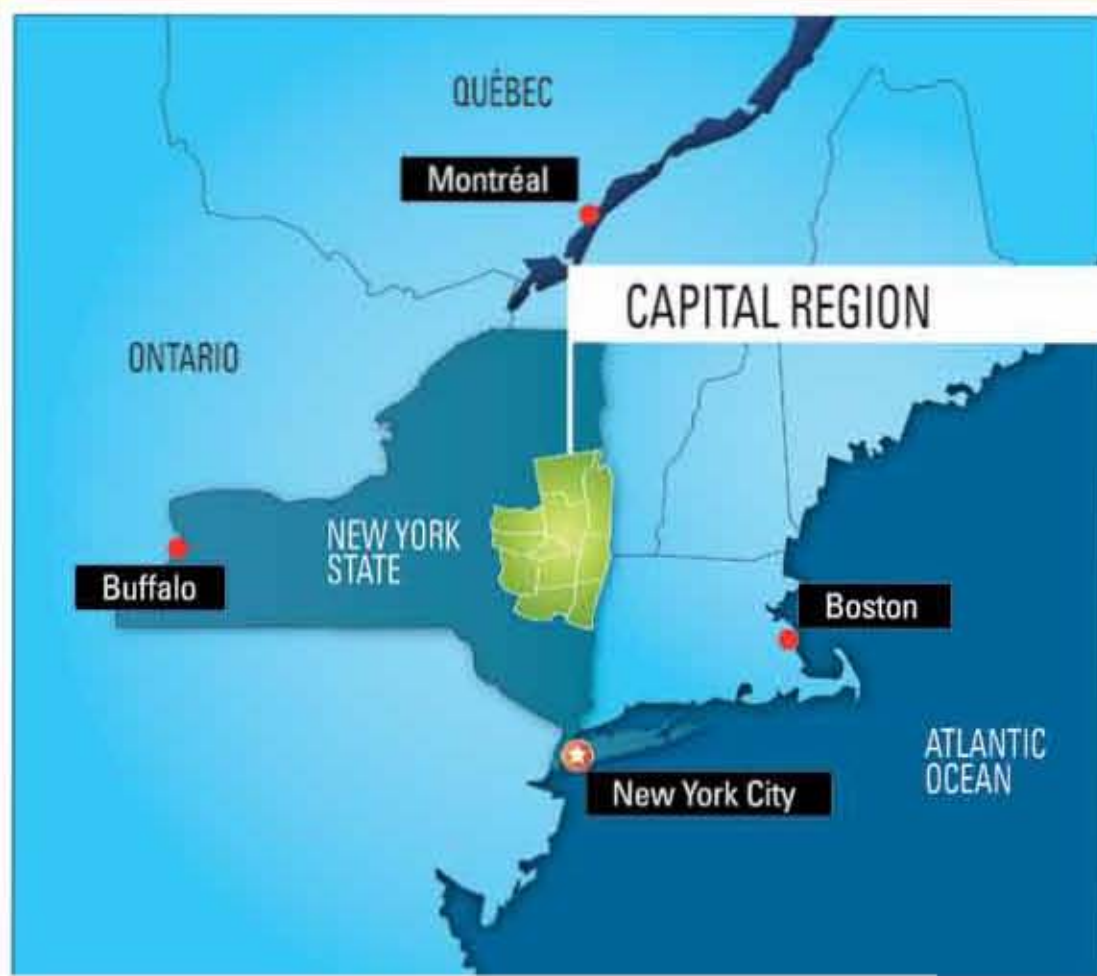 QUÉBEC
Montréal
CAPITAL REGION
ONTARIO
NEW YORK
STATE
Buffalo
Boston
ATLANTIC
OCEAN
New York City